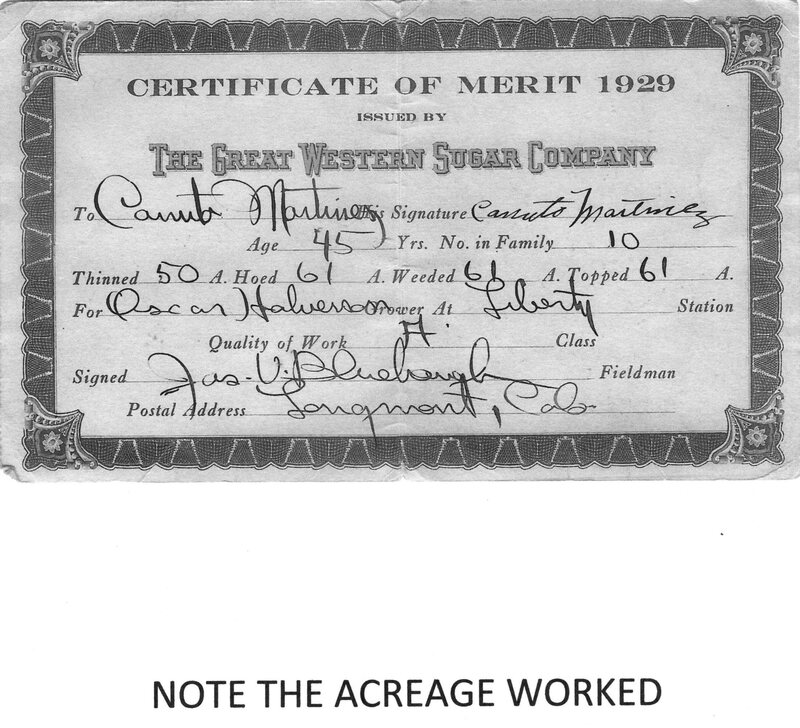 CERTIFICATE OF MERIT 1929
ISSUED BY
THE GREAT WESTERN SUGAR COMPANY
To Canuto Martinez His Signature Canuto Martinez
Age 45 Yrs. No. in Family 10
Thinned 50 A. Hoed 61 A. Weeded 61 A. Topped 61 A.
For Oscar Halverson Grower At Liberty Station
Quality of Work A. Class
Signed Jas. V. Fieldman
Postal Address Longmont, Colo
NOTE THE ACREAGE WORKED